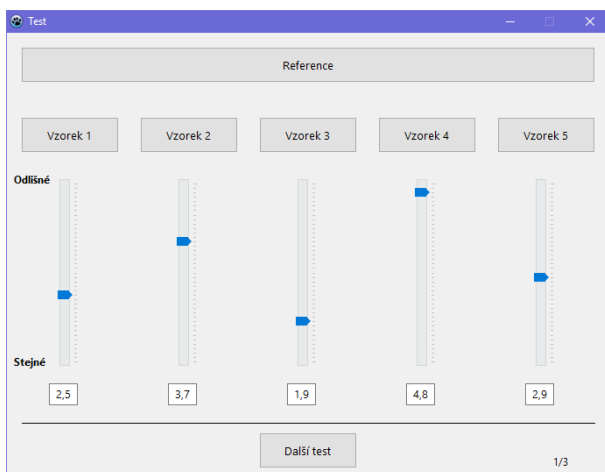 Test
Reference
Vzorek 1 Vzorek 2 Vzorek 3 Vzorek 4 Vzorek 5
Odlišné
Stejné
2,5 3,7 1,9 4,8 2,9
Další test
1/3